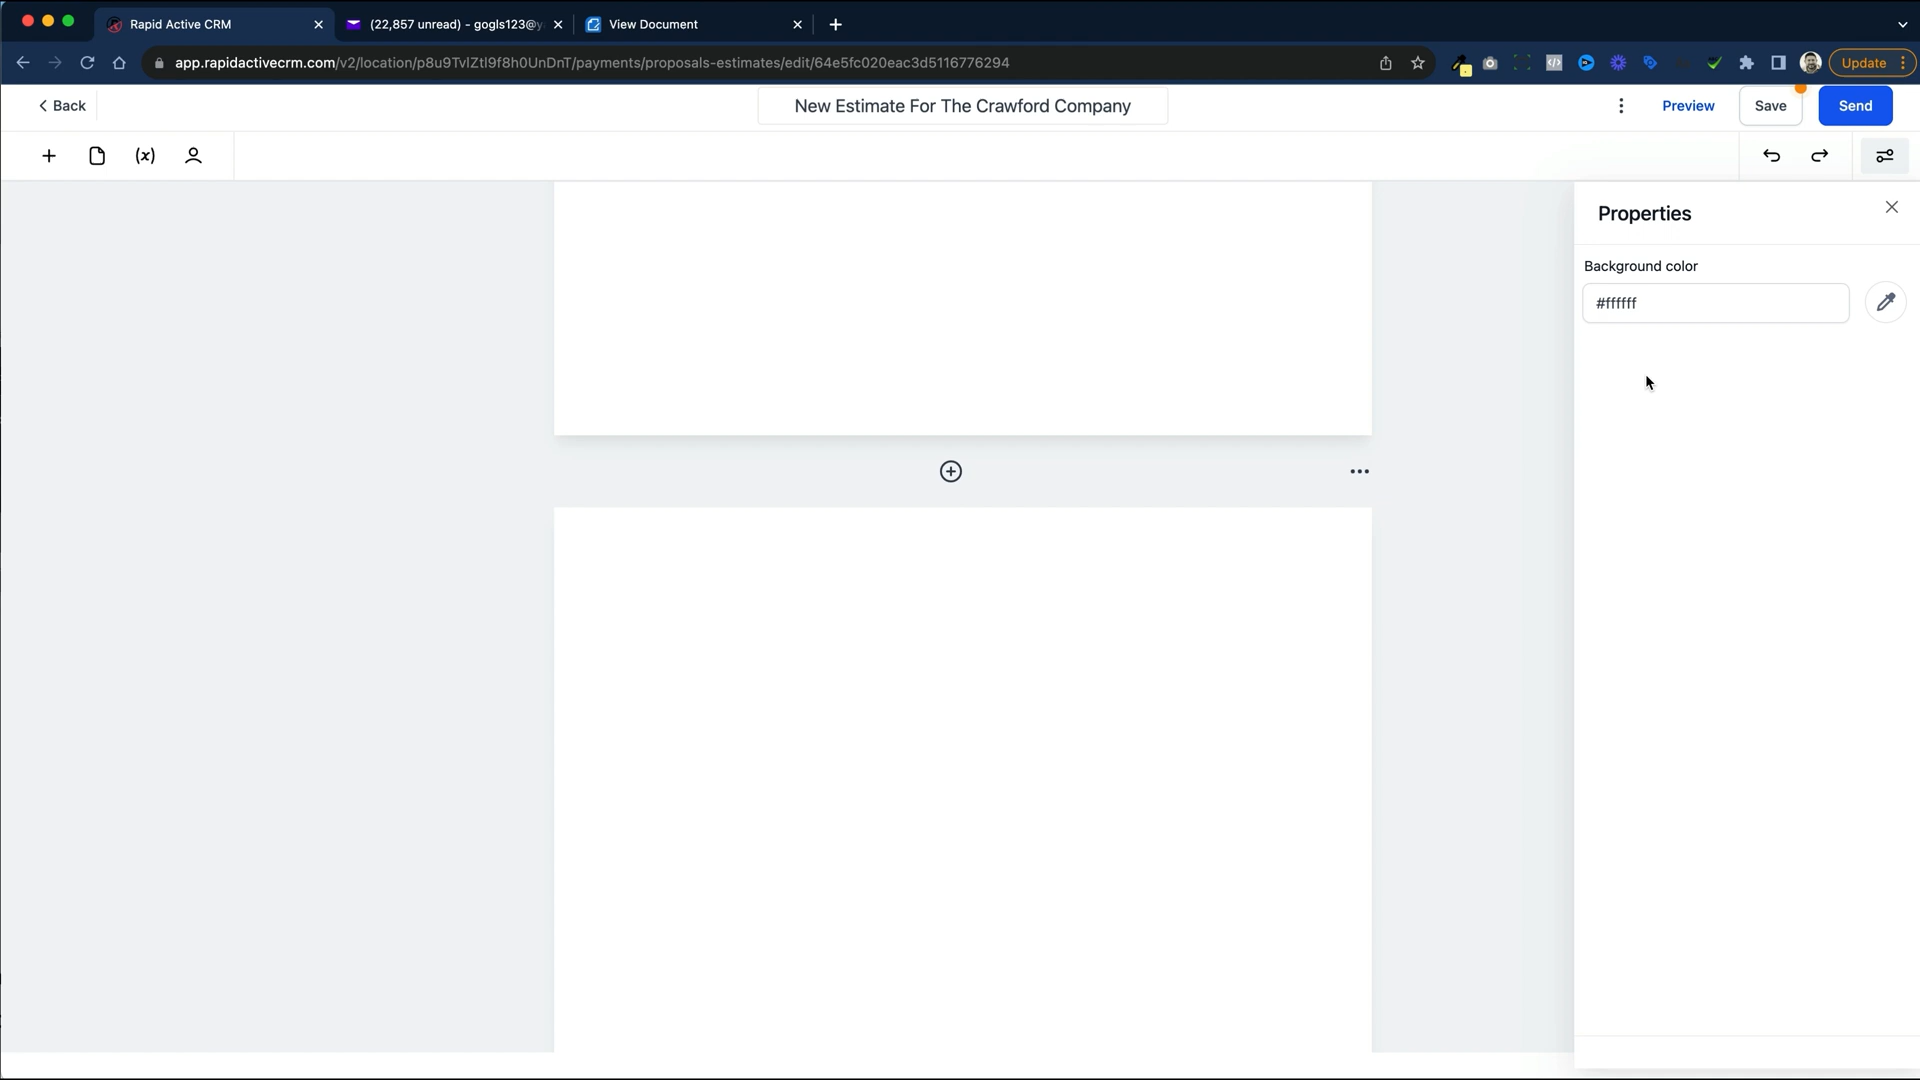 Rapid Active CRM
(22,857 unread) - gogls123@y
View Document
app.rapidactivecrm.com/v2/location/p8u9TvIZtI9f8h0UnDnT/payments/proposals-estimates/edit/64e5fc020eac3d5116776294
Update
Back
New Estimate For The Crawford Company
Preview
Save
Send
(x)
Properties
Background color
#ffffff